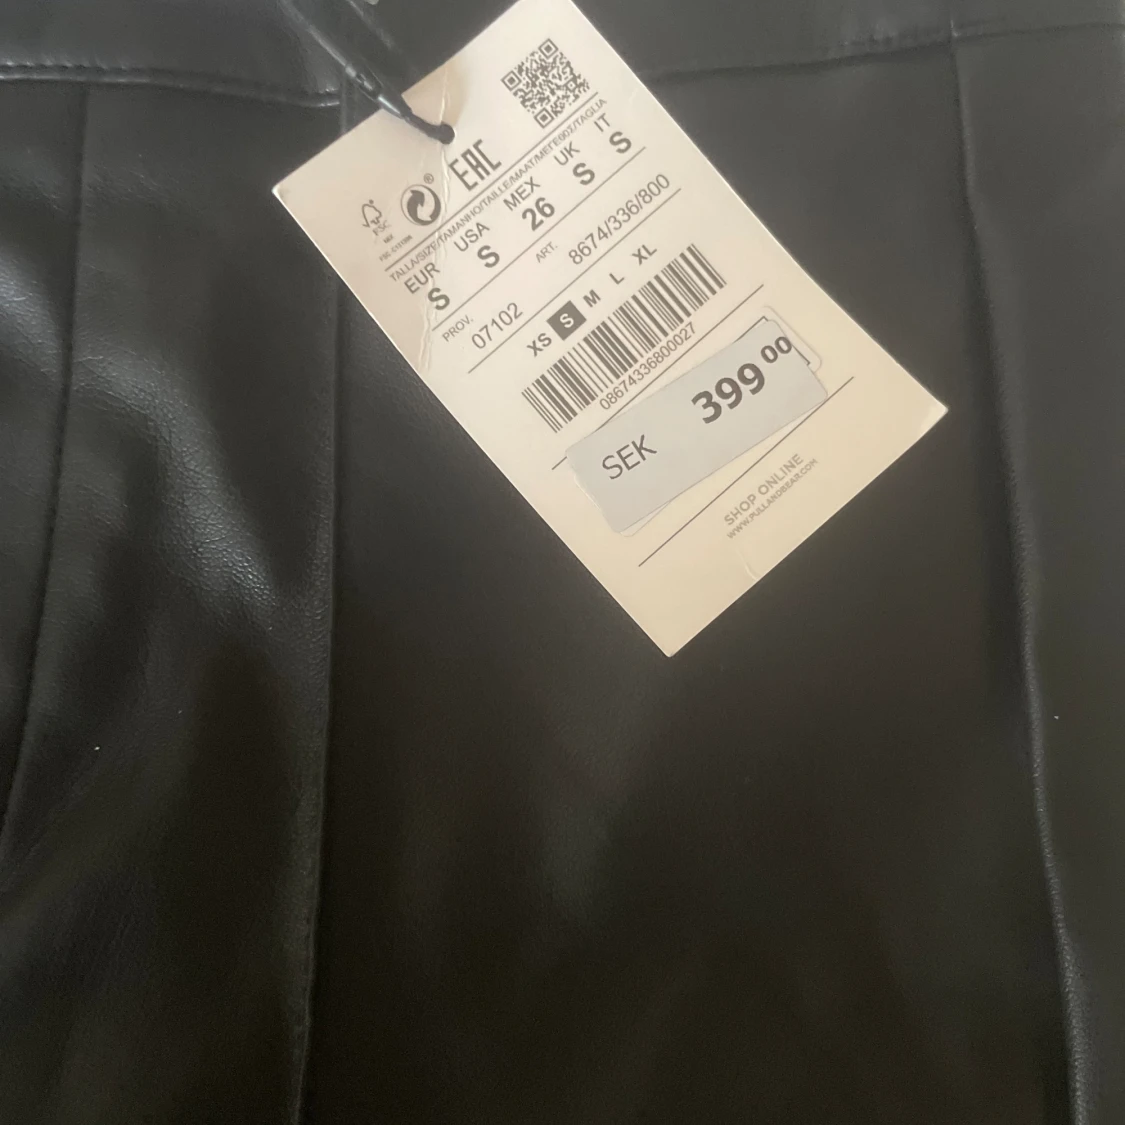 EAC
FSC
MIX
TALLA/SIZE/TAMANHO/TAILLE/MAAT/ΜΕΓΕΘΟΣ/TAGLIA
EUR USA MEX UK IT
S S 26 S S
PROV. 07102 ART. 8674/336/800
XS S M L XL
08674336800027
SEK 399 00
SHOP ONLINE
WWW.PULLANDBEAR.COM